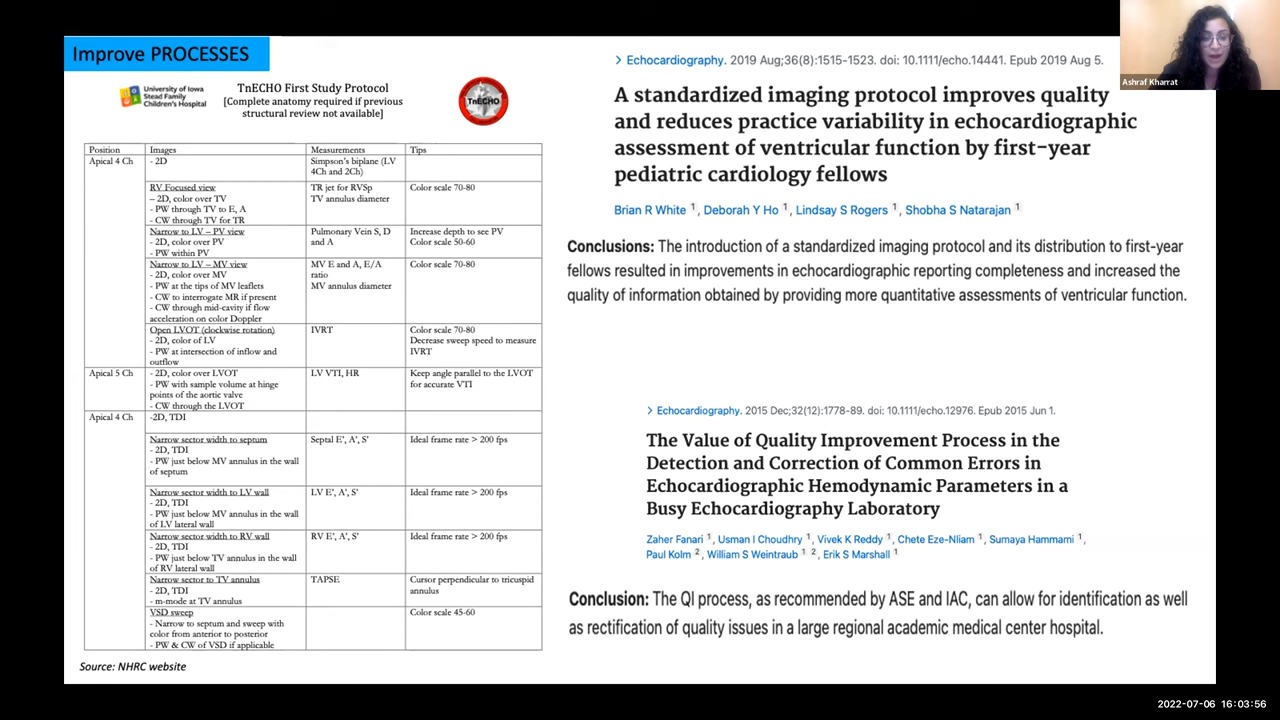 Improve PROCESSES
University of Iowa
Stead Family
Children's Hospital
TnECHO First Study Protocol
[Complete anatomy required if previous
structural review not available]
TnECHO
Position Images Measurements Tips
Apical 4 Ch - 2D Simpson's biplane (LV
4Ch and 2Ch)
RV Focused view TR jet for RVSp Color scale 70-80
– 2D, color over TV TV annulus diameter
- PW through TV to E, A
- CW through TV for TR
Narrow to LV – PV view Pulmonary Vein S, D Increase depth to see PV
- 2D, color over PV and A Color scale 50-60
- PW within PV
Narrow to LV – MV view MV E and A, E/A Color scale 70-80
- 2D, color over MV ratio
- PW at the tips of MV leaflets MV annulus diameter
- CW to interrogate MR if present
- CW through mid-cavity if flow
acceleration on color Doppler
Open LVOT (clockwise rotation) IVRT Color scale 70-80
- 2D, color of LV Decrease sweep speed to measure
- PW at intersection of inflow and IVRT
outflow
Apical 5 Ch - 2D, color over LVOT LV VTI, HR Keep angle parallel to the LVOT
- PW with sample volume at hinge for accurate VTI
points of the aortic valve
- CW through the LVOT
Apical 4 Ch -2D, TDI
Narrow sector width to septum Septal E', A', S' Ideal frame rate > 200 fps
- 2D, TDI
- PW just below MV annulus in the wall
of septum
Narrow sector width to LV wall LV E', A', S' Ideal frame rate > 200 fps
- 2D, TDI
- PW just below MV annulus in the wall
of LV lateral wall
Narrow sector width to RV wall RV E', A', S' Ideal frame rate > 200 fps
- 2D, TDI
- PW just below TV annulus in the wall
of RV lateral wall
Narrow sector to TV annulus TAPSE Cursor perpendicular to tricuspid
- 2D, TDI annulus
- m-mode at TV annulus
VSD sweep Color scale 45-60
- Narrow to septum and sweep with
color from anterior to posterior
- PW & CW of VSD if applicable
Source: NHRC website
> Echocardiography. 2019 Aug;36(8):1515-1523. doi: 10.1111/echo.14441. Epub 2019 Aug 5.
A standardized imaging protocol improves quality
and reduces practice variability in echocardiographic
assessment of ventricular function by first-year
pediatric cardiology fellows
Brian R White 1, Deborah Y Ho 1, Lindsay S Rogers 1, Shobha S Natarajan 1
Conclusions: The introduction of a standardized imaging protocol and its distribution to first-year
fellows resulted in improvements in echocardiographic reporting completeness and increased the
quality of information obtained by providing more quantitative assessments of ventricular function.
> Echocardiography. 2015 Dec;32(12):1778-89. doi: 10.1111/echo.12976. Epub 2015 Jun 1.
The Value of Quality Improvement Process in the
Detection and Correction of Common Errors in
Echocardiographic Hemodynamic Parameters in a
Busy Echocardiography Laboratory
Zaher Fanari 1, Usman I Choudhry 1, Vivek K Reddy 1, Chete Eze-Nliam 1, Sumaya Hammami 1,
Paul Kolm 2, William S Weintraub 1 2, Erik S Marshall 1
Conclusion: The QI process, as recommended by ASE and IAC, can allow for identification as well
as rectification of quality issues in a large regional academic medical center hospital.
Ashraf Kharrat
2022-07-06 16:03:56